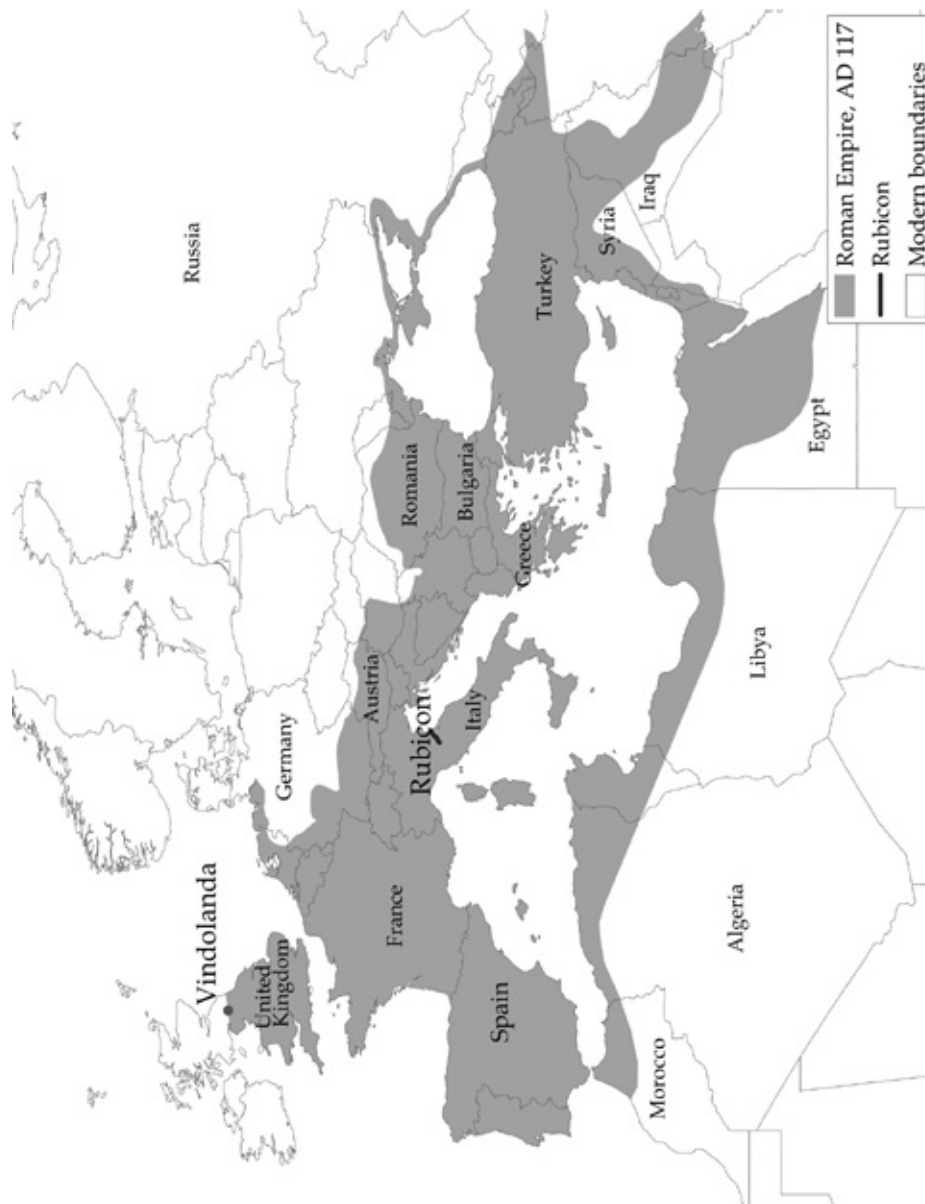 Vindolanda
United
Kingdom
Russia
Germany
France
Austria
Rubicon
Italy
Romania
Bulgaria
Greece
Turkey
Syria
Iraq
Spain
Morocco
Algeria
Libya
Egypt
Roman Empire, AD 117
Rubicon
Modern boundaries